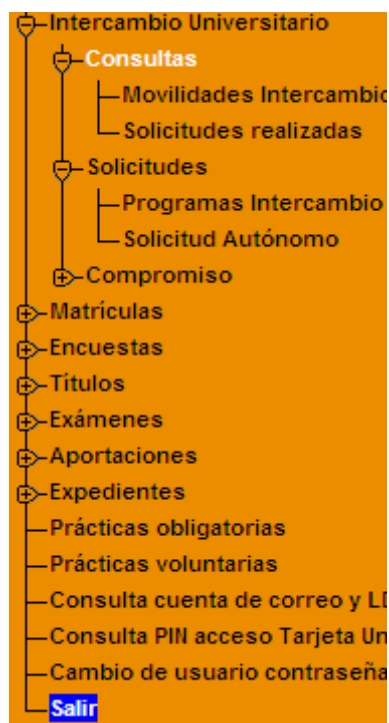 Intercambio Universitario
Consultas
Movilidades Intercambio
Solicitudes realizadas
Solicitudes
Programas Intercambio
Solicitud Autónomo
Compromiso
Matrículas
Encuestas
Títulos
Exámenes
Aportaciones
Expedientes
Prácticas obligatorias
Prácticas voluntarias
Consulta cuenta de correo y
Consulta PIN acceso Tarjeta Un
Cambio de usuario contraseña
Salir